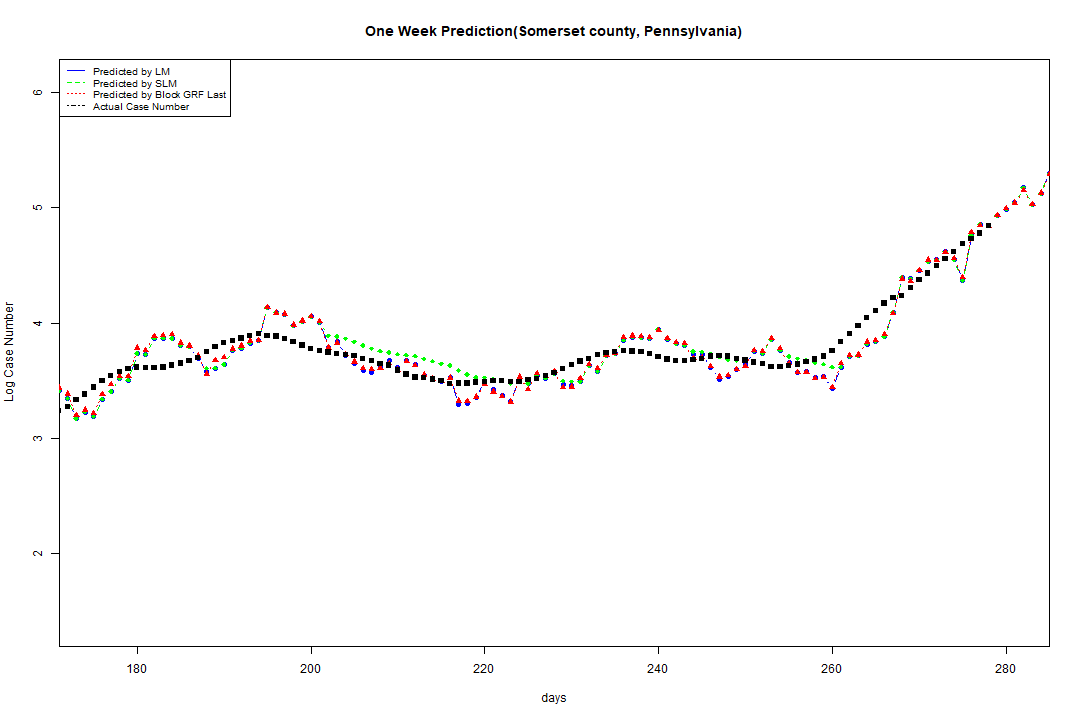 One Week Prediction(Somerset county, Pennsylvania)
Predicted by LM
Predicted by SLM
Predicted by Block GRF Last
Actual Case Number
6
5
4
3
2
Log Case Number
180 200 220 240 260 280
days